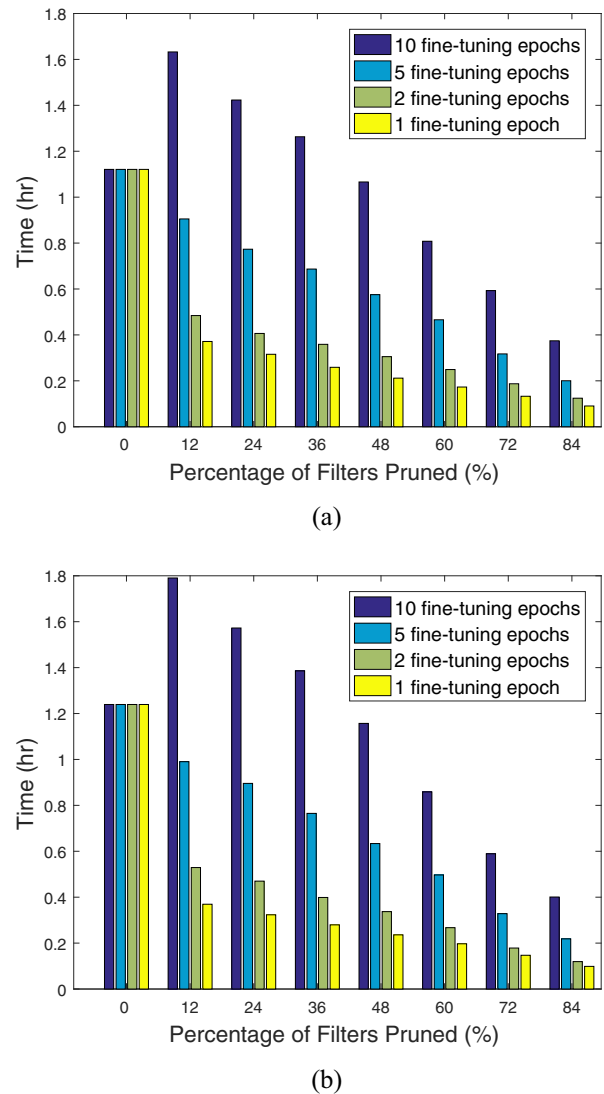 1.8
1.6
1.4
1.2
1
0.8
0.6
0.4
0.2
0
Time (hr)
10 fine-tuning epochs
5 fine-tuning epochs
2 fine-tuning epochs
1 fine-tuning epoch
0 12 24 36 48 60 72 84
Percentage of Filters Pruned (%)
(a)
1.8
1.6
1.4
1.2
1
0.8
0.6
0.4
0.2
0
Time (hr)
10 fine-tuning epochs
5 fine-tuning epochs
2 fine-tuning epochs
1 fine-tuning epoch
0 12 24 36 48 60 72 84
Percentage of Filters Pruned (%)
(b)